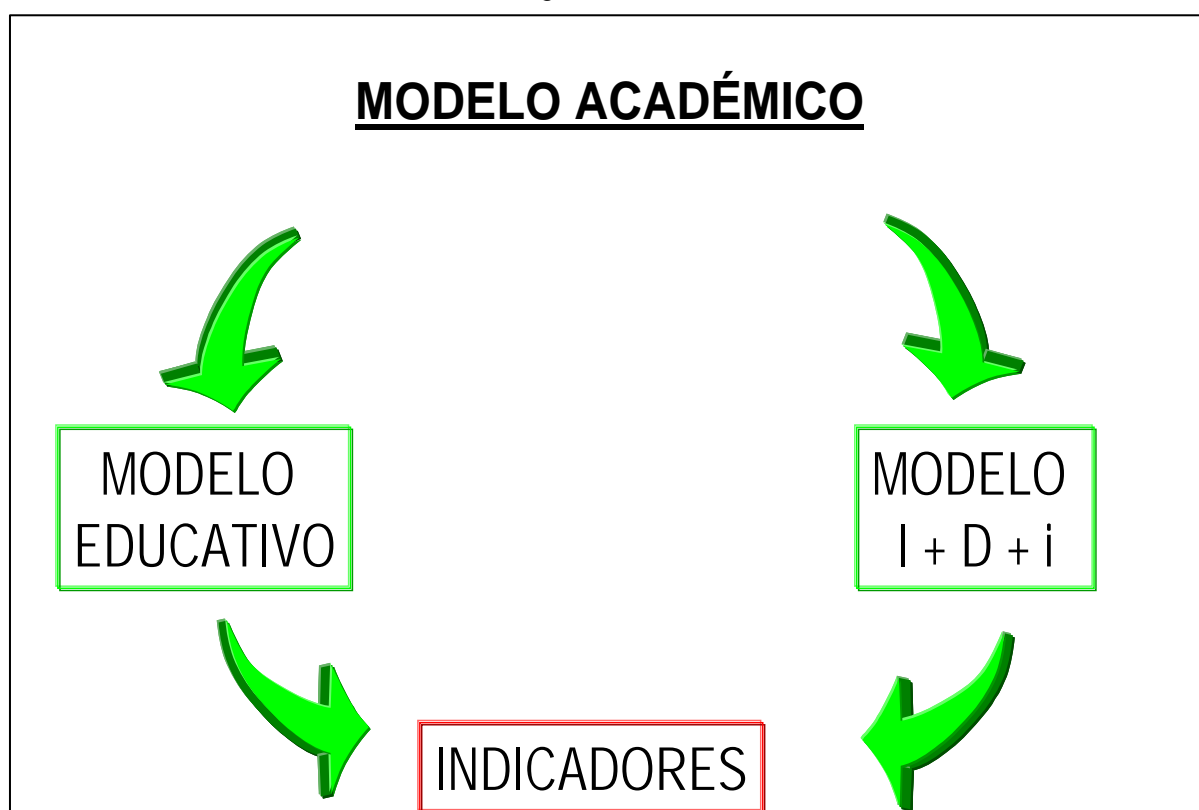 MODELO ACADÉMICO
MODELO
EDUCATIVO
MODELO
I + D + i
INDICADORES